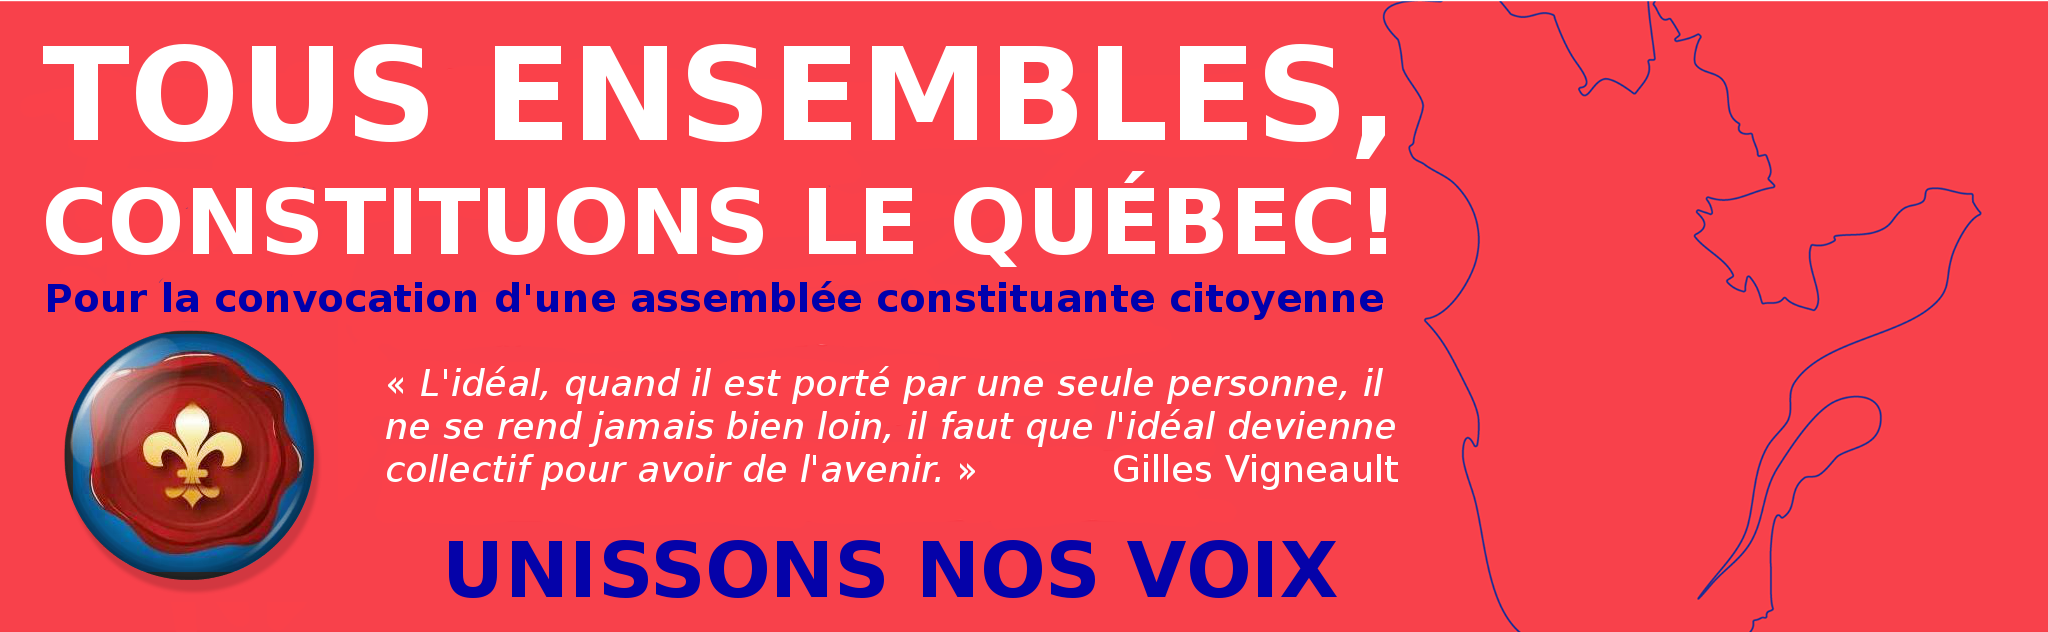 TOUS ENSEMBLES,
CONSTITUONS LE QUÉBEC!
Pour la convocation d'une assemblée constituante citoyenne
« L'idéal, quand il est porté par une seule personne, il
ne se rend jamais bien loin, il faut que l'idéal devienne
collectif pour avoir de l'avenir. » Gilles Vigneault
UNISSONS NOS VOIX